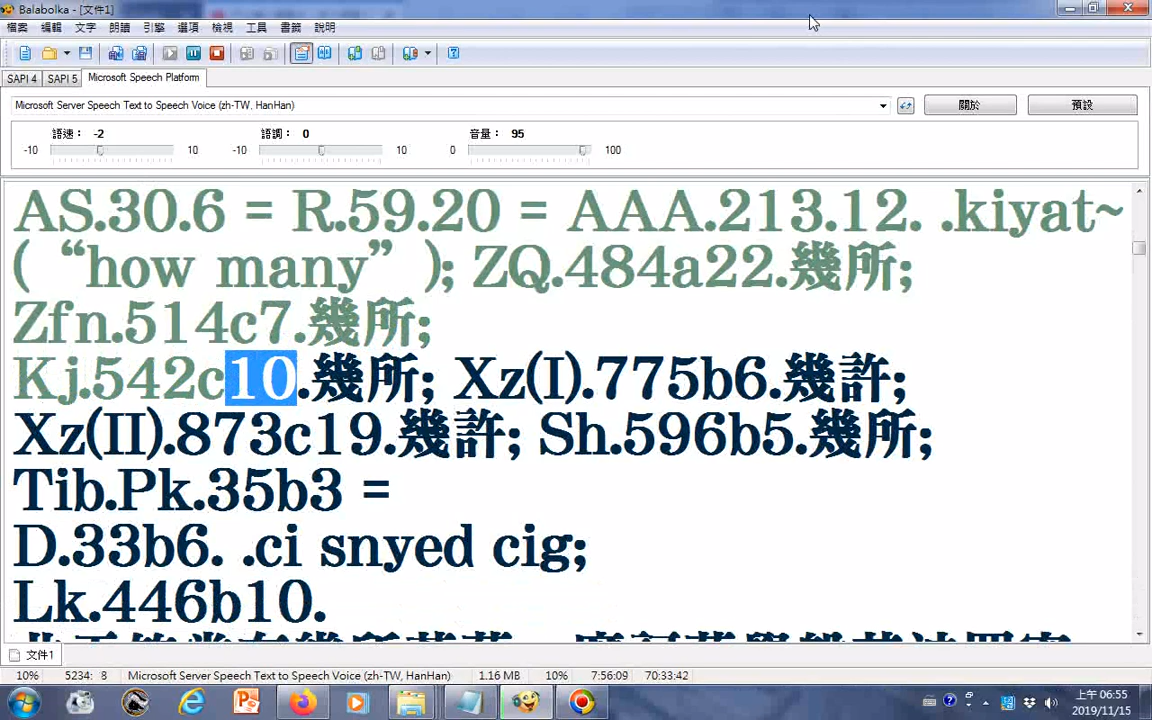 Balabolka - [文件1]
檔案 編輯 文字 朗讀 引擎 選項 檢視 工具 書籤 說明
SAPI 4 SAPI 5 Microsoft Speech Platform
Microsoft Server Speech Text to Speech Voice (zh-TW, HanHan) 關於 預設
語速： -2 語調： 0 音量： 95
-10 10 -10 10 0 100
AS.30.6 = R.59.20 = AAA.213.12. .kiyat~
(“how many”); ZQ.484a22.幾所;
Zfn.514c7.幾所;
Kj.542c10.幾所; Xz(I).775b6.幾許;
Xz(II).873c19.幾許; Sh.596b5.幾所;
Tib.Pk.35b3 =
D.33b6. .ci snyed cig;
Lk.446b10.
文件1
10% 5234: 8 Microsoft Server Speech Text to Speech Voice (zh-TW, HanHan) 1.16 MB 10% 7:56:09 70:33:42
上午 06:55
2019/11/15